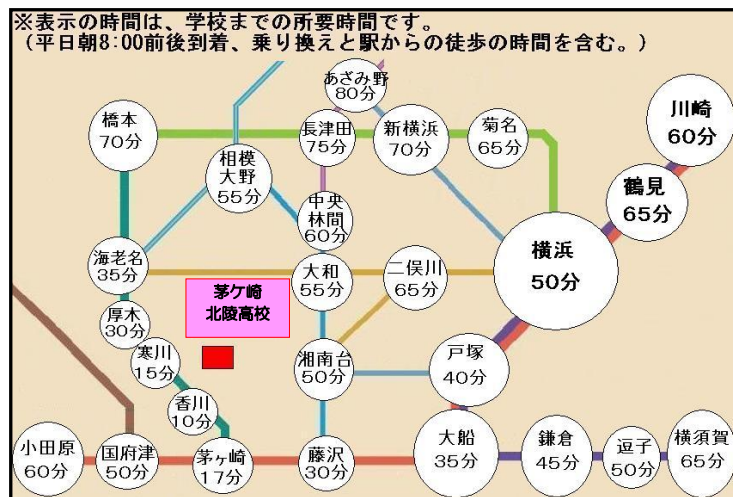 ※表示の時間は、学校までの所要時間です。
（平日朝8:00前後到着、乗り換えと駅からの徒歩の時間を含む。）
あざみ野
80分
川崎
60分
橋本
70分
長津田
75分
新横浜
70分
菊名
65分
相模
大野
55分
鶴見
65分
中央
林間
60分
横浜
50分
海老名
35分
大和
55分
二俣川
65分
茅ケ崎
北陵高校
厚木
30分
寒川
15分
湘南台
50分
戸塚
40分
香川
10分
小田原
60分
国府津
50分
茅ヶ崎
17分
藤沢
30分
大船
35分
鎌倉
45分
逗子
50分
横須賀
65分